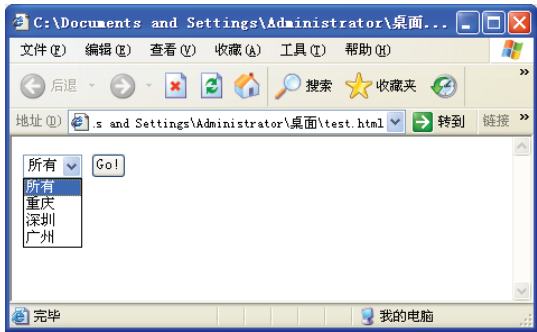 C:\Documents and Settings\Administrator\桌面...
文件(F) 编辑(E) 查看(V) 收藏(A) 工具(T) 帮助(H)
后退 搜索 收藏夹 »
地址(D) .s and Settings\Administrator\桌面\test.html 转到 链接 »
所有 Go!
所有
重庆
深圳
广州
完毕 我的电脑